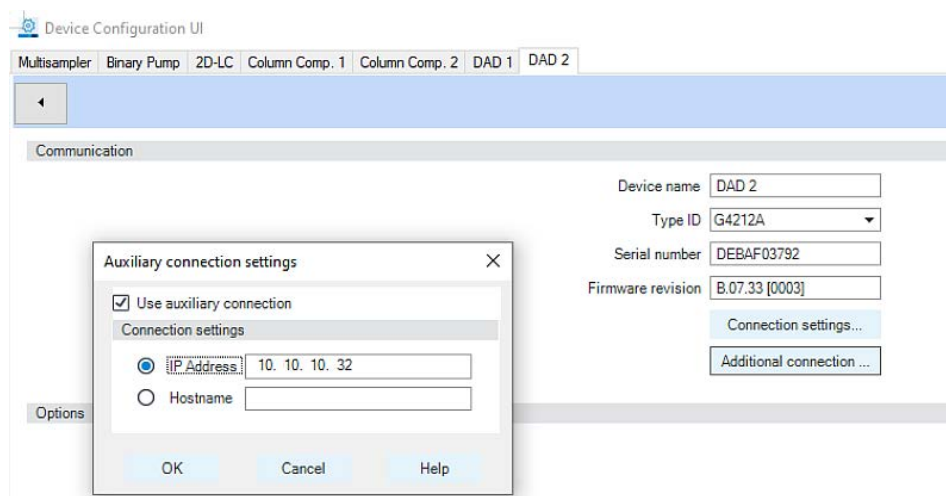 Device Configuration UI
Multisampler Binary Pump 2D-LC Column Comp. 1 Column Comp. 2 DAD 1 DAD 2
Communication
Device name DAD 2
Type ID G4212A
Serial number DEBAF03792
Firmware revision B.07.33 [0003]
Connection settings...
Additional connection ...
Auxiliary connection settings
Use auxiliary connection
Connection settings
IP Address 10. 10. 10. 32
Hostname
OK Cancel Help
Options